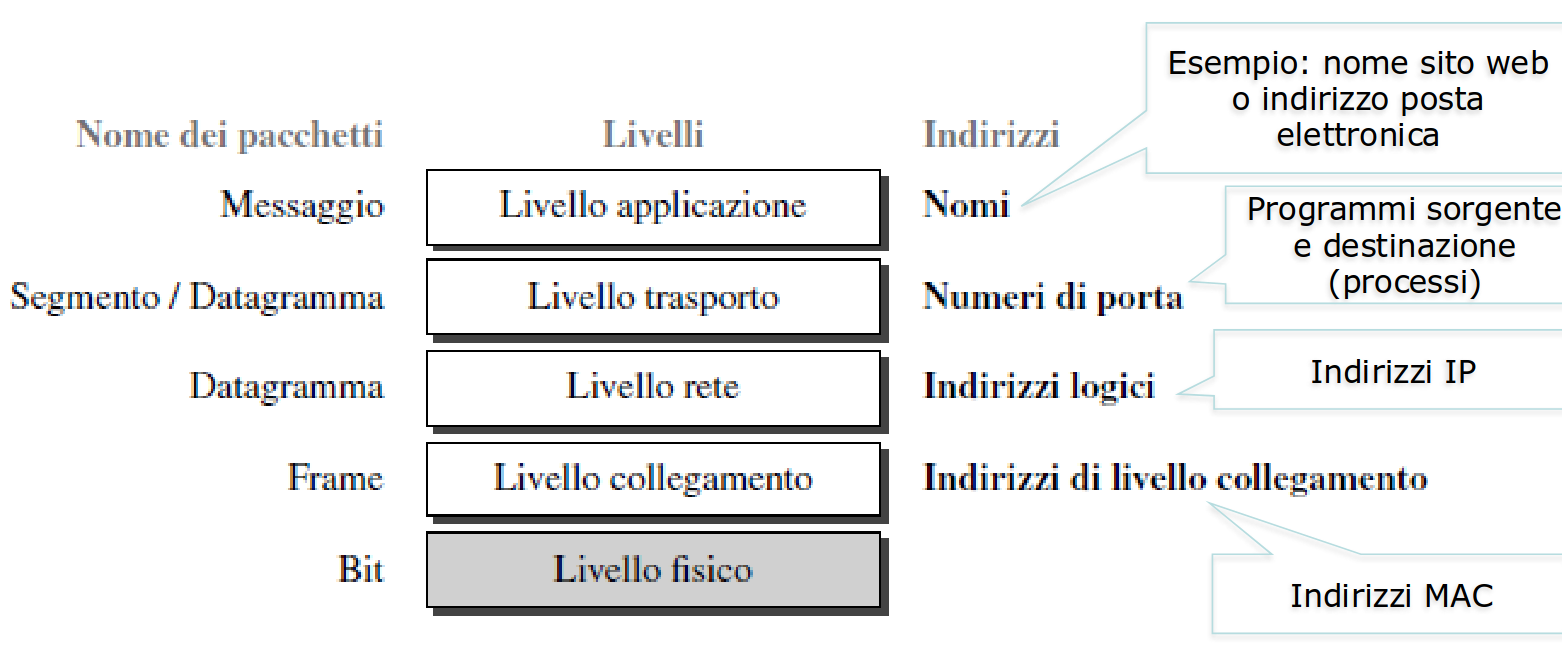 Esempio: nome sito web
o indirizzo posta
elettronica
Nome dei pacchetti Livelli Indirizzi
Messaggio Livello applicazione Nomi
Programmi sorgente
e destinazione
(processi)
Segmento / Datagramma Livello trasporto Numeri di porta
Datagramma Livello rete Indirizzi logici
Indirizzi IP
Frame Livello collegamento Indirizzi di livello collegamento
Bit Livello fisico
Indirizzi MAC